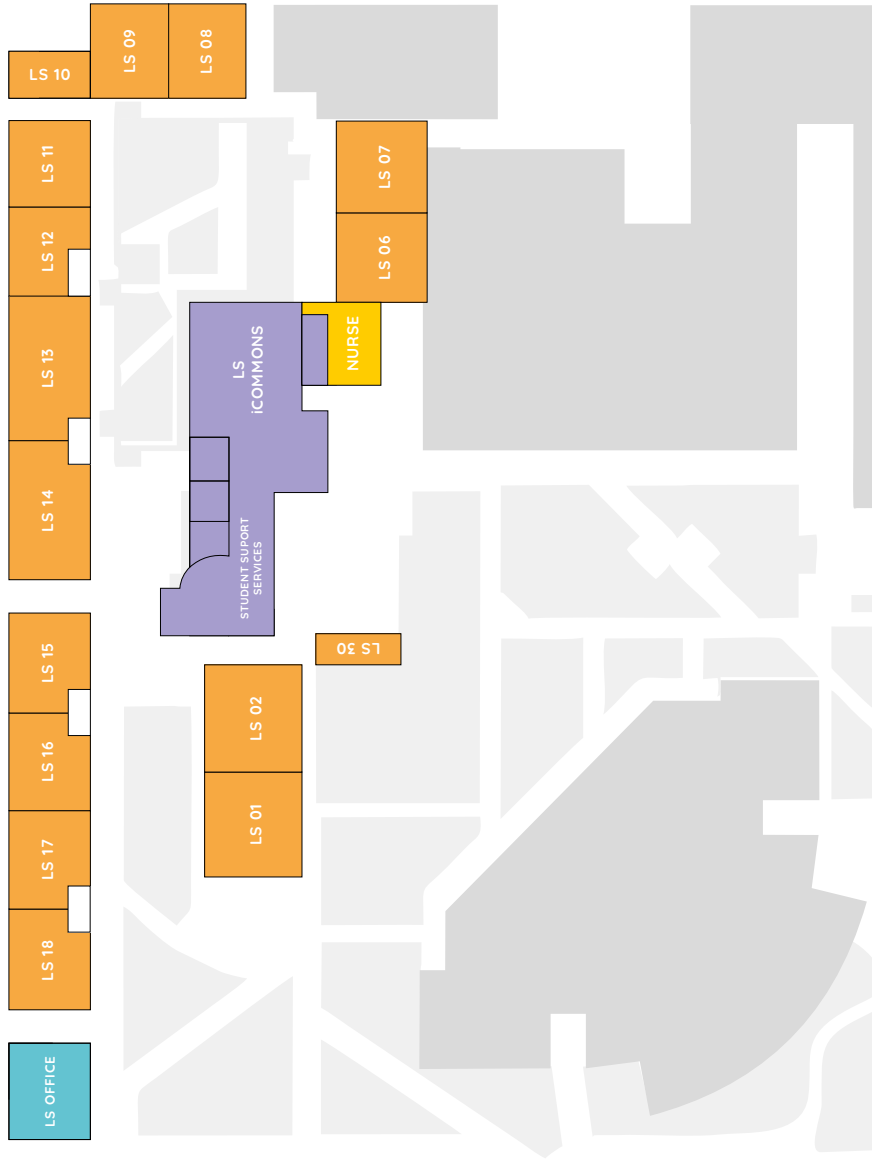 LS 09
LS 08
LS 10
LS 11
LS 07
LS 12
LS 06
LS 13
LS
iCOMMONS
NURSE
LS 14
STUDENT SUPORT
SERVICES
LS 15
LS 30
LS 02
LS 16
LS 01
LS 17
LS 18
LS OFFICE